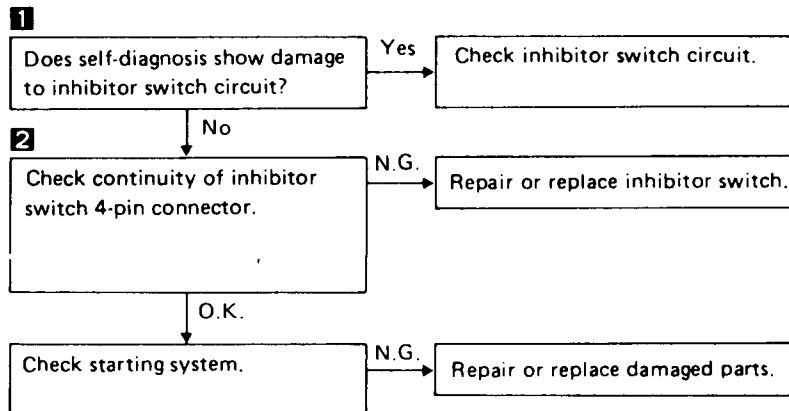 1
Does self-diagnosis show damage
to inhibitor switch circuit?
Yes
Check inhibitor switch circuit.
No
2
Check continuity of inhibitor
switch 4-pin connector.
N.G.
Repair or replace inhibitor switch.
O.K.
Check starting system.
N.G.
Repair or replace damaged parts.